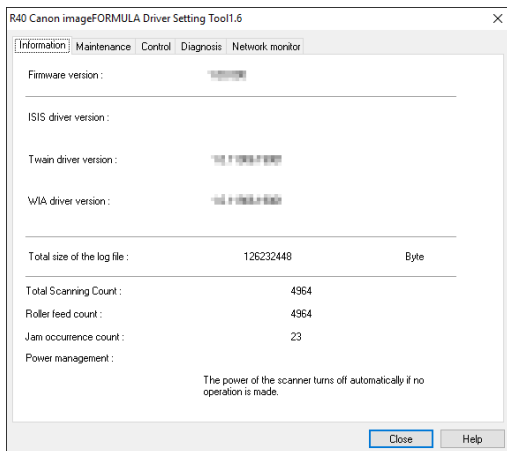 R40 Canon imageFORMULA Driver Setting Tool1.6
Information Maintenance Control Diagnosis Network monitor
Firmware version :
ISIS driver version :
Twain driver version :
WIA driver version :
Total size of the log file : 126232448 Byte
Total Scanning Count : 4964
Roller feed count : 4964
Jam occurrence count : 23
Power management :
The power of the scanner turns off automatically if no
operation is made.
Close Help